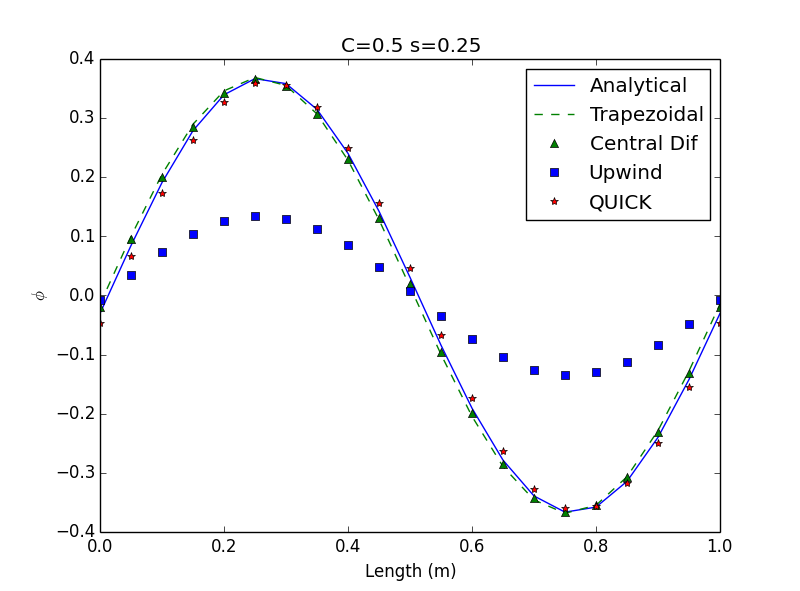 C=0.5 s=0.25
0.4
0.3
0.2
0.1
0.0
−0.1
−0.2
−0.3
−0.4
ϕ
Analytical
Trapezoidal
Central Dif
Upwind
QUICK
0.0 0.2 0.4 0.6 0.8 1.0
Length (m)